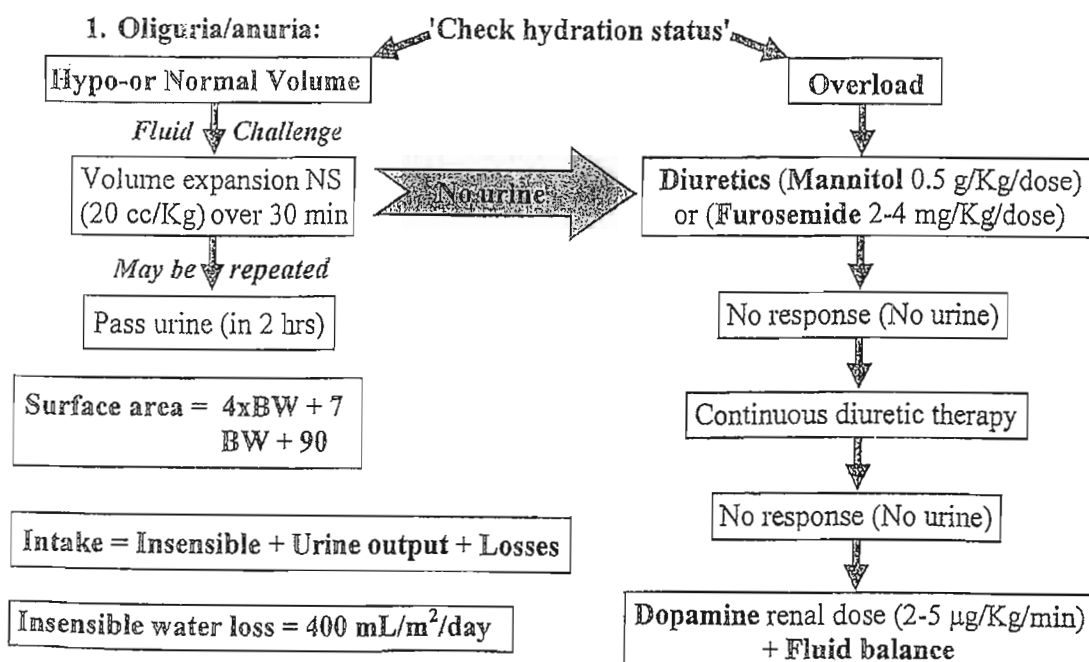 1. Oligura/anuria: 'Check hydration status'
Hypo-or Normal Volume
Fluid Challenge
Volume expansion NS
(20 cc/Kg) over 30 min
May be repeated
Pass urine (in 2 hrs)
No urine
Overload
Diuretics (Mannitol 0.5 g/Kg/dose)
or (Furosemide 2-4 mg/Kg/dose)
No response (No urine)
Continuous diuretic therapy
No response (No urine)
Dopamine renal dose (2-5 µg/Kg/min)
+ Fluid balance
Surface area = 4xBW + 7
BW + 90
Intake = Insensible + Urine output + Losses
Insensible water loss = 400 mL/m²/day